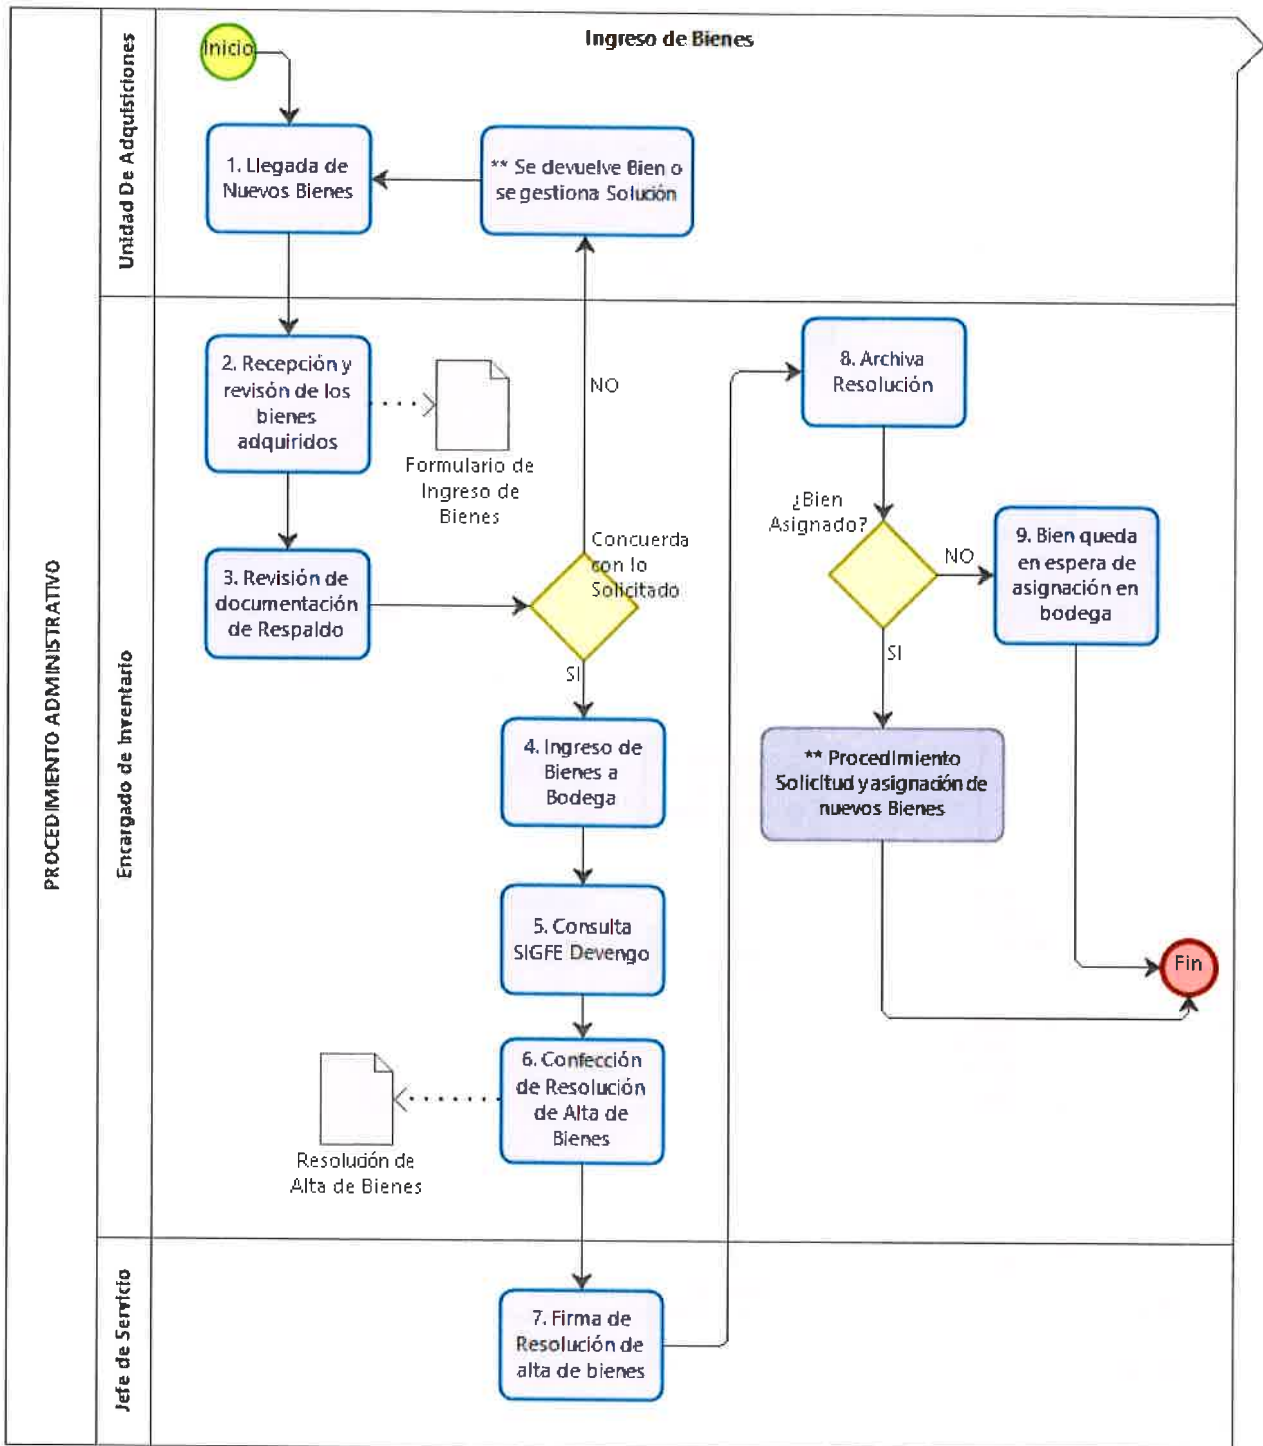 Ingreso de Bienes
PROCEDIMIENTO ADMINISTRATIVO
Unidad De Adquisiciones
Inicio
1. Llegada de
Nuevos Bienes
** Se devuelve Bien o
se gestiona Solución
Encargado de Inventario
2. Recepción y
revisón de los
bienes
adquiridos
Formulario de
Ingreso de
Bienes
3. Revisión de
documentación
de Respaldo
Concuerda
con lo
Solicitado
NO
SI
4. Ingreso de
Bienes a
Bodega
5. Consulta
SIGFE Devengo
6. Confección
de Resolución
de Alta de
Bienes
Resolución de
Alta de Bienes
Jefe de Servicio
7. Firma de
Resolución de
alta de bienes
8. Archiva
Resolución
¿Bien
Asignado?
NO
9. Bien queda
en espera de
asignación en
bodega
SI
** Procedimiento
Solicitud y asignación de
nuevos Bienes
Fin